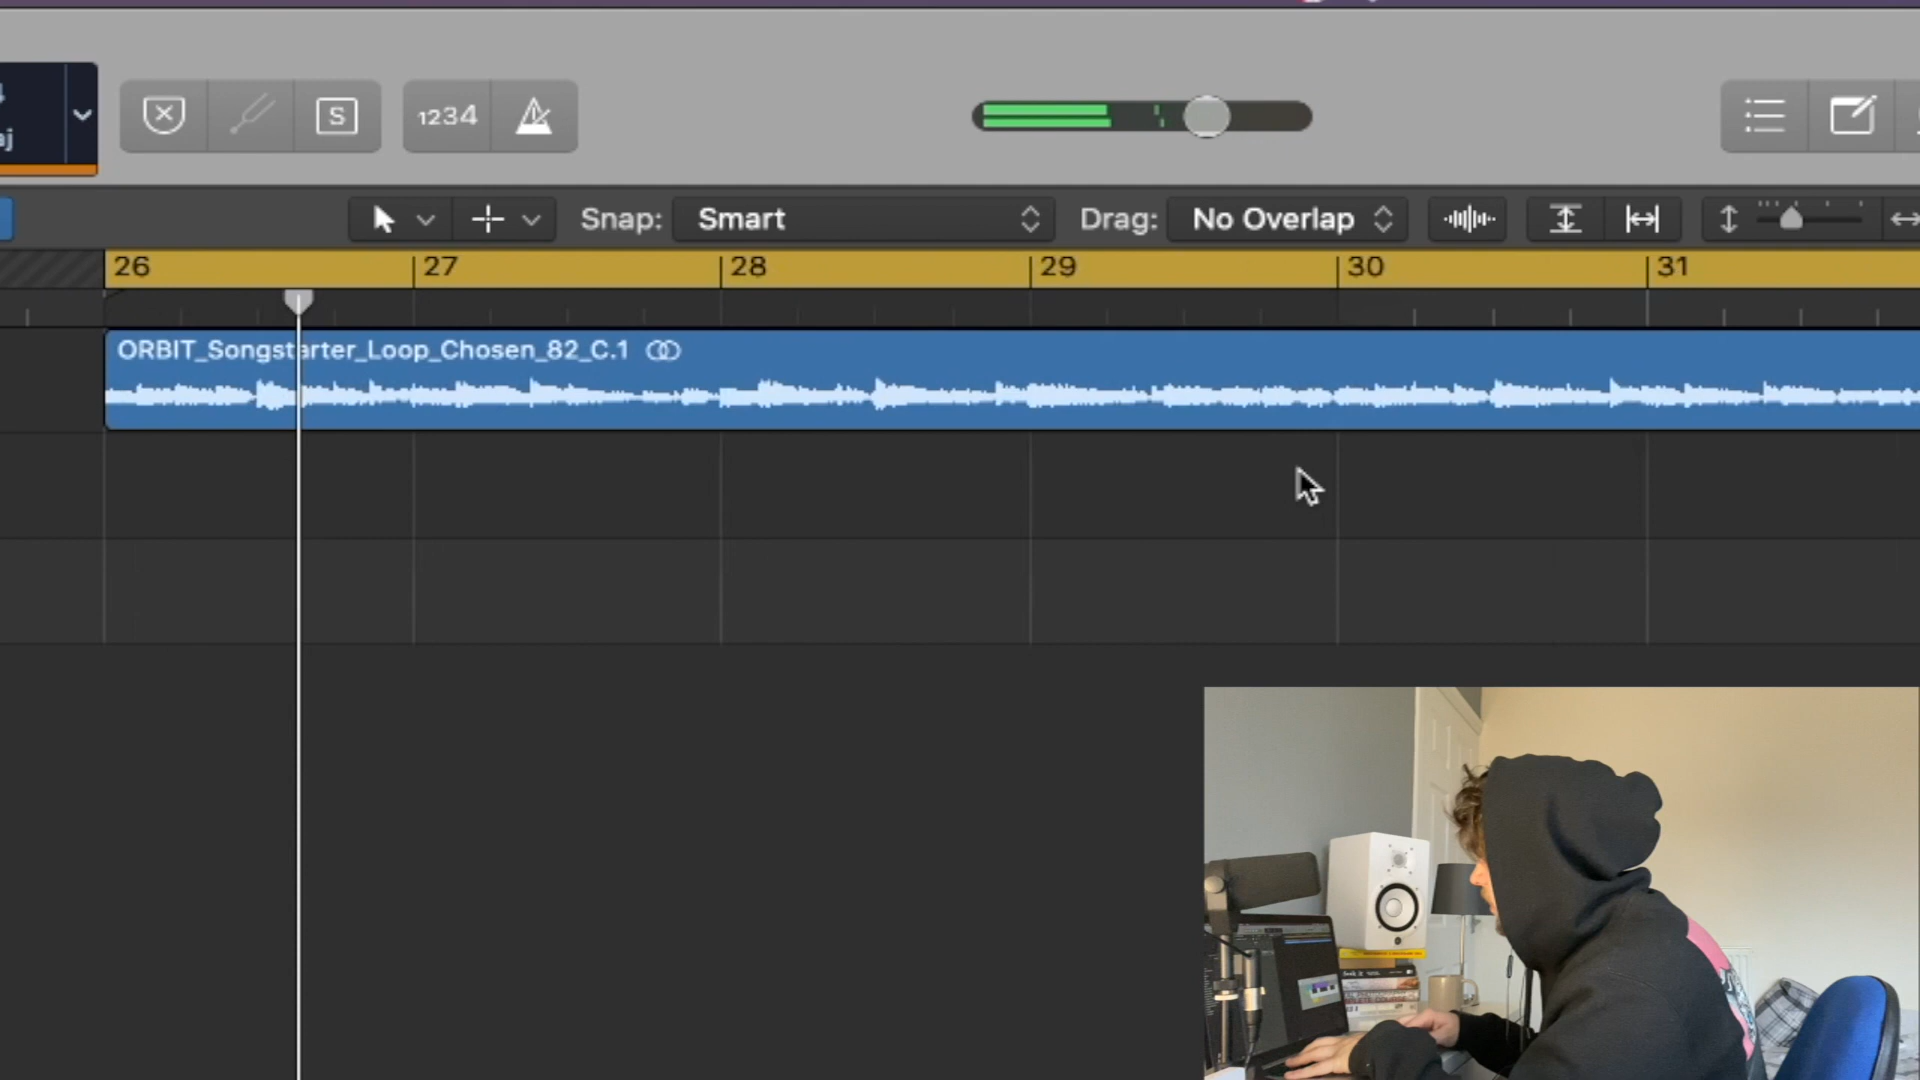 S
1234
Snap: Smart
Drag: No Overlap
26 27 28 29 30 31
ORBIT_Songstarter_Loop_Chosen_82_C.1